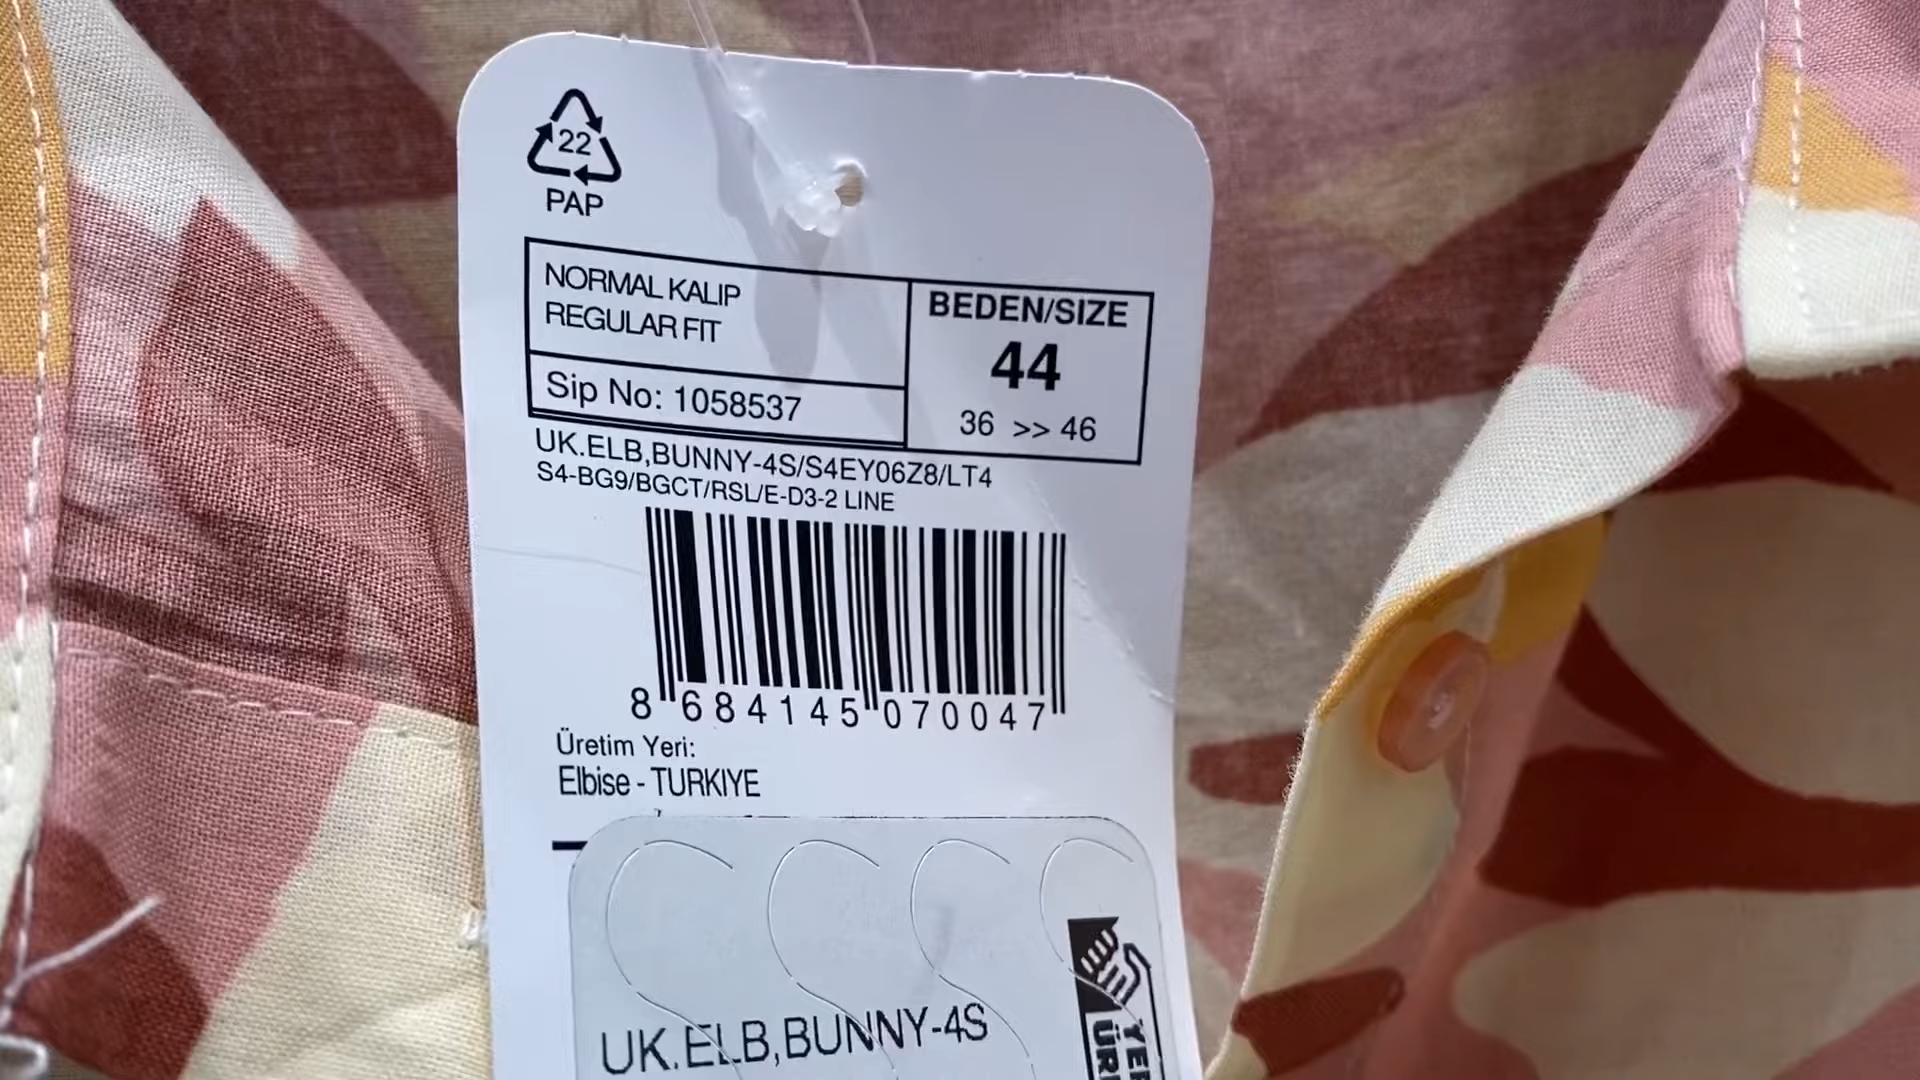 22
PAP
NORMAL KALIP
REGULAR FIT
BEDEN/SIZE
44
36 >> 46
Sip No: 1058537
UK.ELB,BUNNY-4S/S4EY06Z8/LT4
S4-BG9/BGCT/RSL/E-D3-2 LINE
8 684145 070047
Üretim Yeri:
Elbise - TURKIYE
UK.ELB,BUNNY-4S